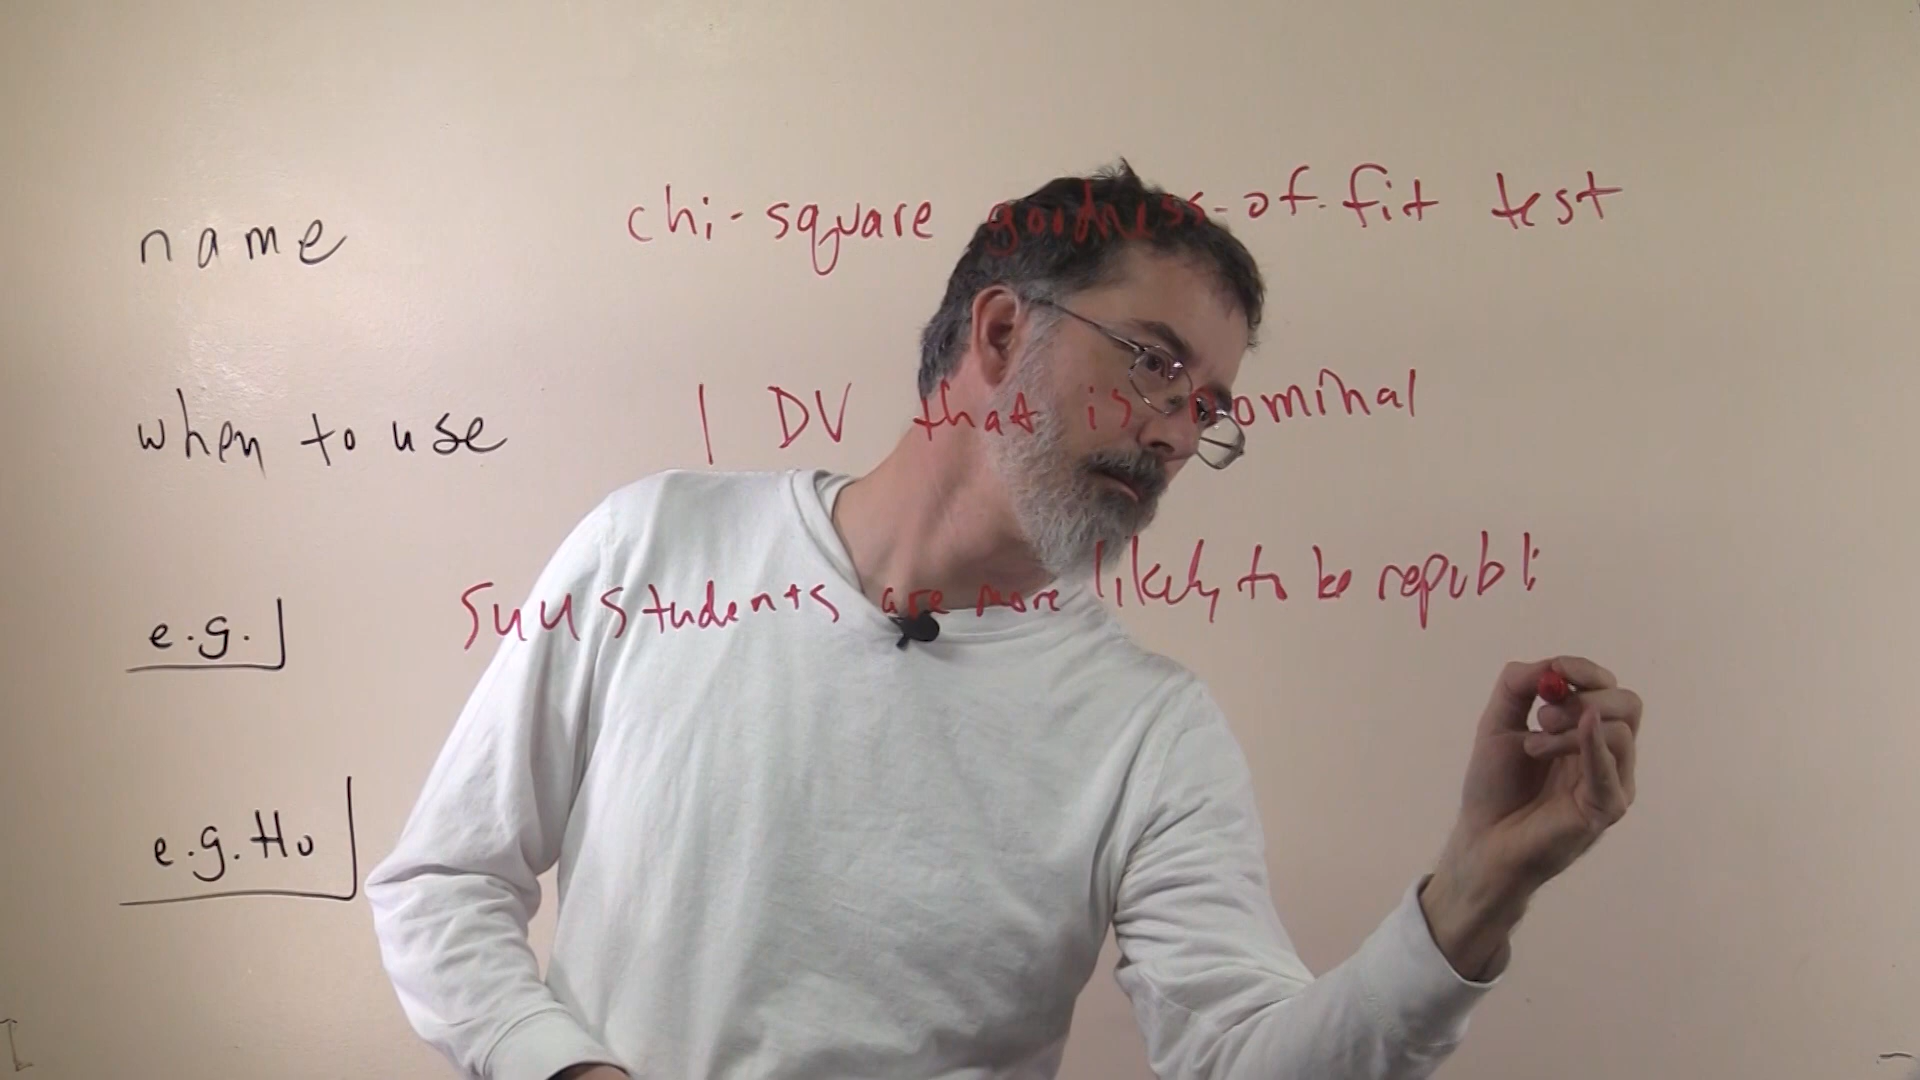 name chi-square goodness-of-fit test
when to use 1 DV that is nominal
e.g. SUU students are more likely to be republi
e.g. Ho